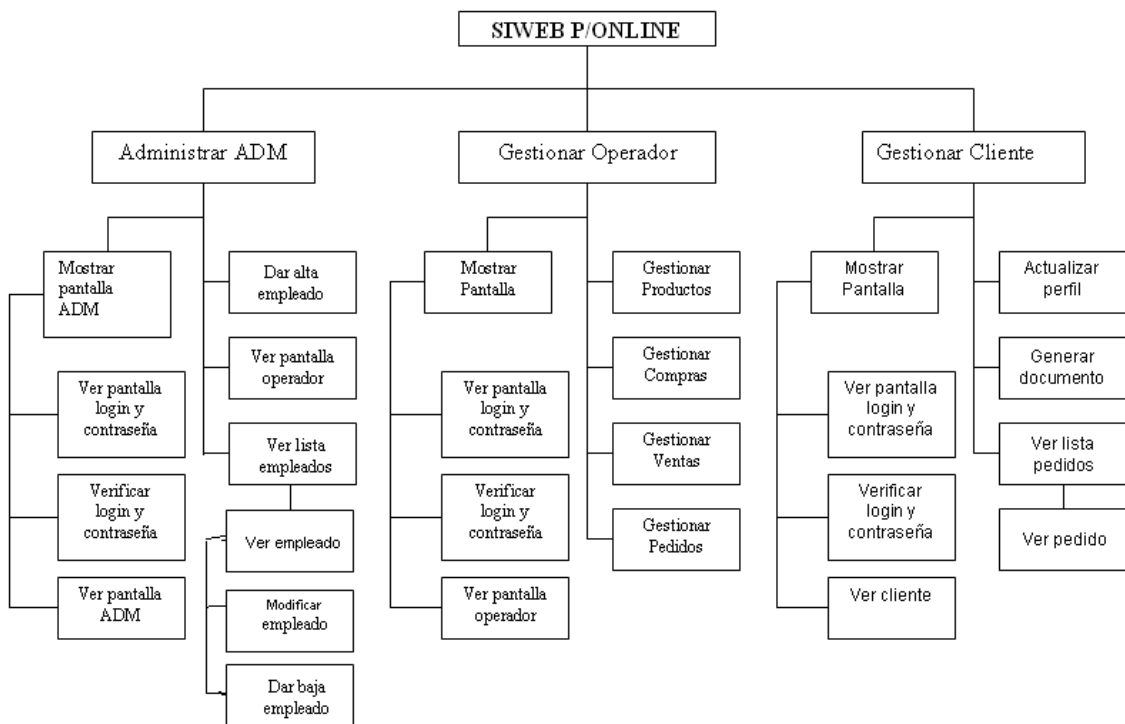 SIWEB P/ONLINE
Administrar ADM
Gestionar Operador
Gestionar Cliente
Mostrar
pantalla
ADM
Dar alta
empleado
Ver pantalla
operador
Ver pantalla
login y
contraseña
Ver lista
empleados
Verificar
login y
contraseña
Ver empleado
Ver pantalla
ADM
Modificar
empleado
Dar baja
empleado
Mostrar
Pantalla
Gestionar
Productos
Gestionar
Compras
Ver pantalla
login y
contraseña
Gestionar
Ventas
Verificar
login y
contraseña
Gestionar
Pedidos
Ver pantalla
operador
Mostrar
Pantalla
Actualizar
perfil
Generar
documento
Ver pantalla
login y
contraseña
Ver lista
pedidos
Verificar
login y
contraseña
Ver pedido
Ver cliente